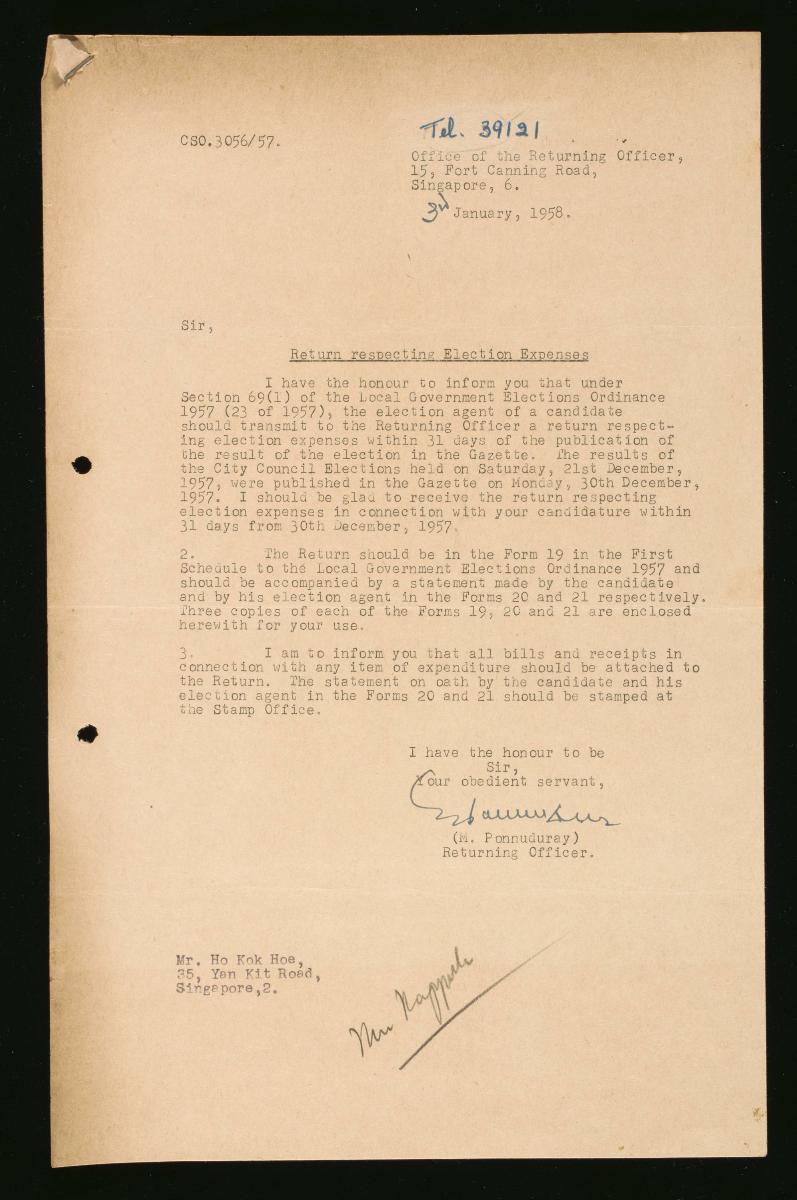 CSO.3056/57.
Tel. 39121
Office of the Returning Officer,
15, Fort Canning Road,
Singapore, 6.
3rd January, 1958.
Sir,
Return respecting Election Expenses
I have the honour to inform you that under
Section 69(1) of the Local Government Elections Ordinance
1957 (23 of 1957), the election agent of a candidate
should transmit to the Returning Officer a return respect-
ing election expenses within 31 days of the publication of
the result of the election in the Gazette. The results of
the City Council Elections held on Saturday, 21st December,
1957, were published in the Gazette on Monday, 30th December,
1957. I should be glad to receive the return respecting
election expenses in connection with your candidature within
31 days from 30th December, 1957.
2. The Return should be in the Form 19 in the First
Schedule to the Local Government Elections Ordinance 1957 and
should be accompanied by a statement made by the candidate
and by his election agent in the Forms 20 and 21 respectively.
Three copies of each of the Forms 19, 20 and 21 are enclosed
herewith for your use.
3. I am to inform you that all bills and receipts in
connection with any item of expenditure should be attached to
the Return. The statement on oath by the candidate and his
election agent in the Forms 20 and 21 should be stamped at
the Stamp Office.
I have the honour to be
Sir,
Your obedient servant,
(M. Ponnuduray)
Returning Officer.
Mr. Ho Kok Hoe,
35, Yan Kit Road,
Singapore,2.